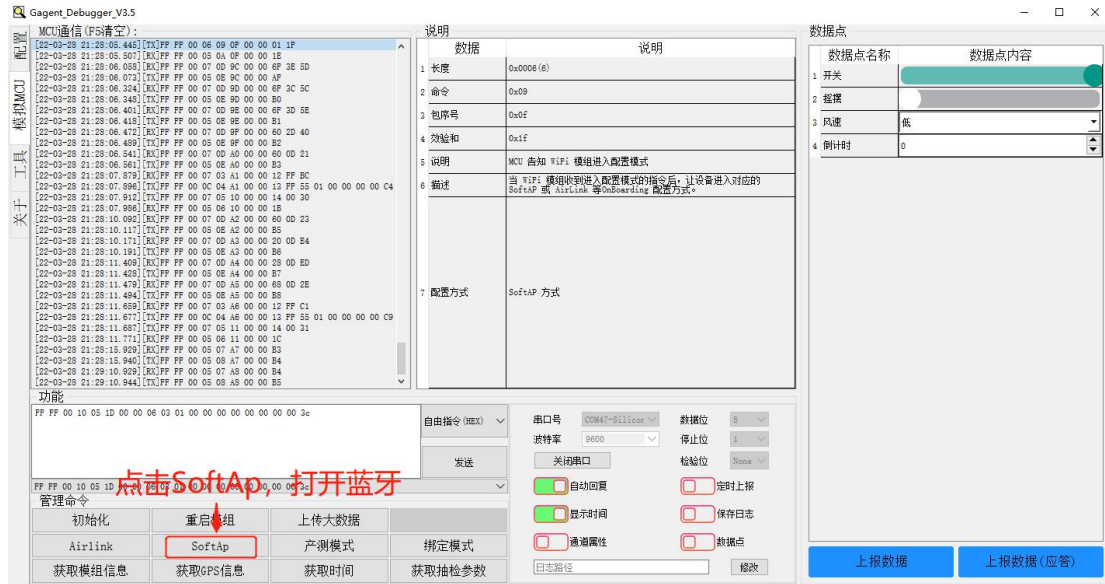 Gagent_Debugger_V3.5
配置
模拟MCU
工具
关于
MCU通信(F5清空):
[22-03-28 21:28:05.445][TX]FF FF 00 06 09 0F 00 00 01 1F
[22-03-28 21:28:05.507][RX]FF FF 00 05 0A 0F 00 00 1E
[22-03-28 21:28:06.058][RX]FF FF 00 07 0D 9C 00 00 6F 3E 5D
[22-03-28 21:28:06.073][TX]FF FF 00 05 0E 9C 00 00 AF
[22-03-28 21:28:06.324][RX]FF FF 00 07 0D 9D 00 00 6F 3C 5C
[22-03-28 21:28:06.348][TX]FF FF 00 05 0E 9D 00 00 B0
[22-03-28 21:28:06.401][RX]FF FF 00 07 0D 9E 00 00 6F 3D 5E
[22-03-28 21:28:06.418][TX]FF FF 00 05 0E 9E 00 00 B1
[22-03-28 21:28:06.472][RX]FF FF 00 07 0D 9F 00 00 60 2D 40
[22-03-28 21:28:06.489][TX]FF FF 00 05 0E 9F 00 00 B2
[22-03-28 21:28:06.541][RX]FF FF 00 07 0D A0 00 00 60 0D 21
[22-03-28 21:28:06.561][TX]FF FF 00 05 0E A0 00 00 B3
[22-03-28 21:28:07.889][RX]FF FF 00 07 03 A1 00 00 12 FF BC
[22-03-28 21:28:07.896][TX]FF FF 00 0C 04 A1 00 00 13 FF 55 01 00 00 00 00 C4
[22-03-28 21:28:07.912][TX]FF FF 00 07 05 10 00 00 14 00 30
[22-03-28 21:28:07.986][RX]FF FF 00 05 06 10 00 00 1B
[22-03-28 21:28:10.092][RX]FF FF 00 07 0D A2 00 00 60 0D 23
[22-03-28 21:28:10.117][TX]FF FF 00 05 0E A2 00 00 B5
[22-03-28 21:28:10.171][RX]FF FF 00 07 0D A3 00 00 20 0D E4
[22-03-28 21:28:10.191][TX]FF FF 00 05 0E A3 00 00 B6
[22-03-28 21:28:11.409][RX]FF FF 00 07 0D A4 00 00 28 0D ED
[22-03-28 21:28:11.428][TX]FF FF 00 05 0E A4 00 00 B7
[22-03-28 21:28:11.479][RX]FF FF 00 07 0D A5 00 00 68 0D 2E
[22-03-28 21:28:11.494][TX]FF FF 00 05 0E A5 00 00 B8
[22-03-28 21:28:11.659][RX]FF FF 00 07 03 A6 00 00 12 FF C1
[22-03-28 21:28:11.677][TX]FF FF 00 0C 04 A6 00 00 13 FF 55 01 00 00 00 00 C9
[22-03-28 21:28:11.687][TX]FF FF 00 07 05 11 00 00 14 00 31
[22-03-28 21:28:11.771][RX]FF FF 00 05 06 11 00 00 1C
[22-03-28 21:28:15.929][RX]FF FF 00 05 07 A7 00 00 B3
[22-03-28 21:28:15.940][TX]FF FF 00 05 08 A7 00 00 B4
[22-03-28 21:29:10.929][RX]FF FF 00 05 07 A8 00 00 B4
[22-03-28 21:29:10.944][TX]FF FF 00 05 08 A8 00 00 B5
说明
数据 说明
1 长度 0x0006(6)
2 命令 0x09
3 包序号 0x0f
4 效验和 0x1f
5 说明 MCU 告知 WiFi 模组进入配置模式
6 描述 当 WiFi 模组收到进入配置模式的指令后，让设备进入对应的
SoftAP 或 AirLink 等OnBoarding 配置方式。
7 配置方式 SoftAP 方式
数据点
数据点名称 数据点内容
1 开关
2 摇摆
3 风速 低
4 倒计时 0
功能
FF FF 00 10 05 1D 00 00 06 03 01 00 00 00 00 00 00 00 00 3c
自由指令(HEX)
发送
点击SoftAp，打开蓝牙
串口号 COM47-Silicor 数据位 8
波特率 9600 停止位 1
关闭串口 检验位 None
自动回复 定时上报
显示时间 保存日志
通道属性 数据点
日志路径 修改
管理命令
初始化 重启模组 上传大数据
Airlink SoftAp 产测模式 绑定模式
获取模组信息 获取GPS信息 获取时间 获取抽检参数
上报数据 上报数据(应答)